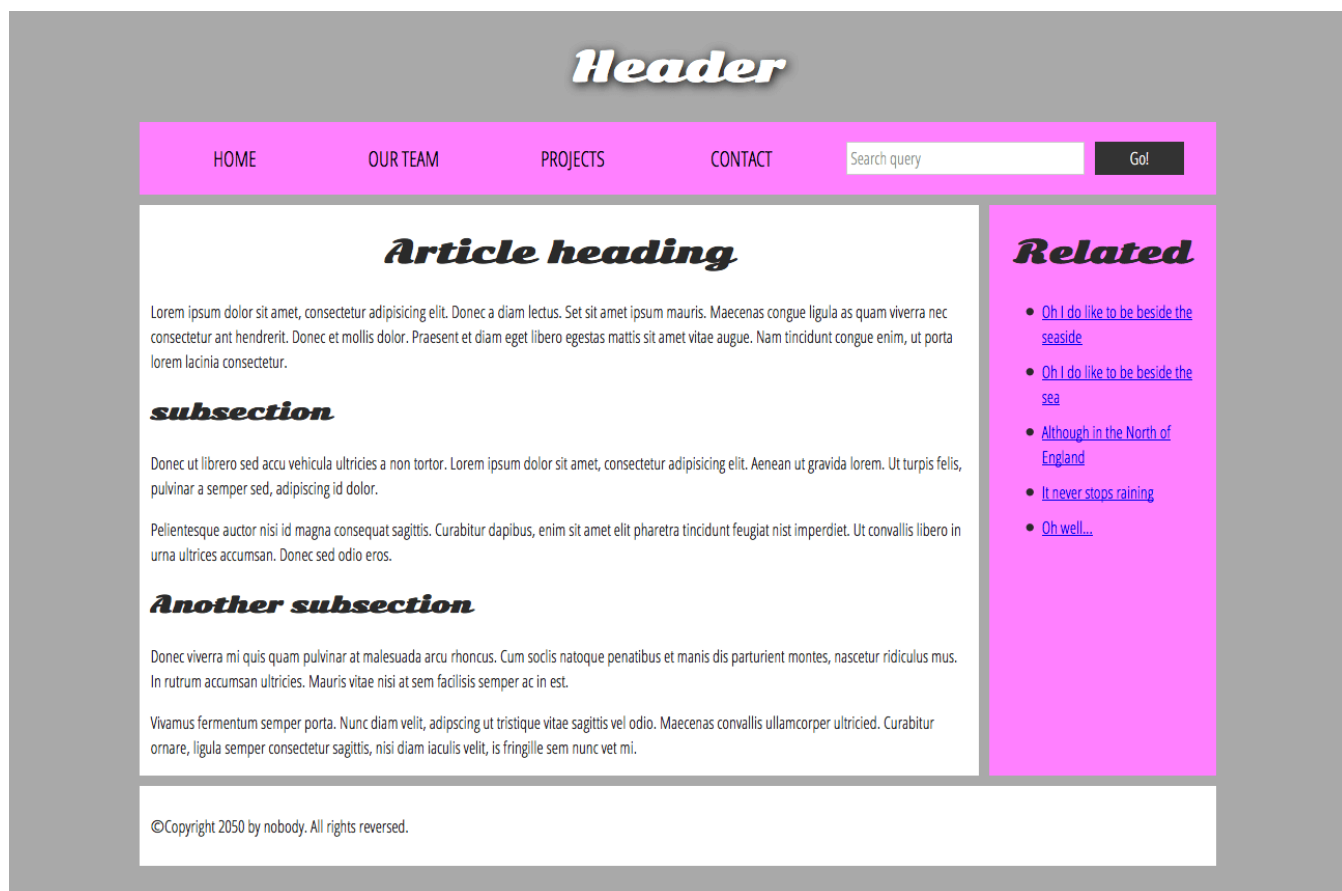 Header
HOME OUR TEAM PROJECTS CONTACT Search query Go!
Article heading
Lorem ipsum dolor sit amet, consectetur adipisicing elit. Donec a diam lectus. Set sit amet ipsum mauris. Maecenas congue ligula as quam viverra nec
consectetur ant hendrerit. Donec et mollis dolor. Praesent et diam eget libero egestas mattis sit amet vitae augue. Nam tincidunt congue enim, ut porta
lorem lacinia consectetur.
subsection
Donec ut librero sed accu vehicula ultricies a non tortor. Lorem ipsum dolor sit amet, consectetur adipisicing elit. Aenean ut gravida lorem. Ut turpis felis,
pulvinar a semper sed, adipiscing id dolor.
Pelientesque auctor nisi id magna consequat sagittis. Curabitur dapibus, enim sit amet elit pharetra tincidunt feugiat nist imperdiet. Ut convallis libero in
urna ultrices accumsan. Donec sed odio eros.
Another subsection
Donec viverra mi quis quam pulvinar at malesuada arcu rhoncus. Cum soclis natoque penatibus et manis dis parturient montes, nascetur ridiculus mus.
In rutrum accumsan ultricies. Mauris vitae nisi at sem facilisis semper ac in est.
Vivamus fermentum semper porta. Nunc diam velit, adipscing ut tristique vitae sagittis vel odio. Maecenas convallis ullamcorper ultricied. Curabitur
ornare, ligula semper consectetur sagittis, nisi diam iaculis velit, is fringille sem nunc vet mi.
Related
Oh I do like to be beside the
seaside
Oh I do like to be beside the
sea
Although in the North of
England
It never stops raining
Oh well...
©Copyright 2050 by nobody. All rights reversed.